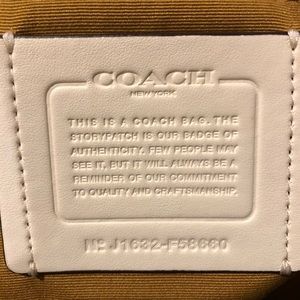 COACH
NEW YORK
THIS IS A COACH BAG. THE
STORYPATCH IS OUR BADGE OF
AUTHENTICITY. FEW PEOPLE MAY
SEE IT, BUT IT WILL ALWAYS BE A
REMINDER OF OUR COMMITMENT
TO QUALITY AND CRAFTSMANSHIP.
Nº J1632-F58660